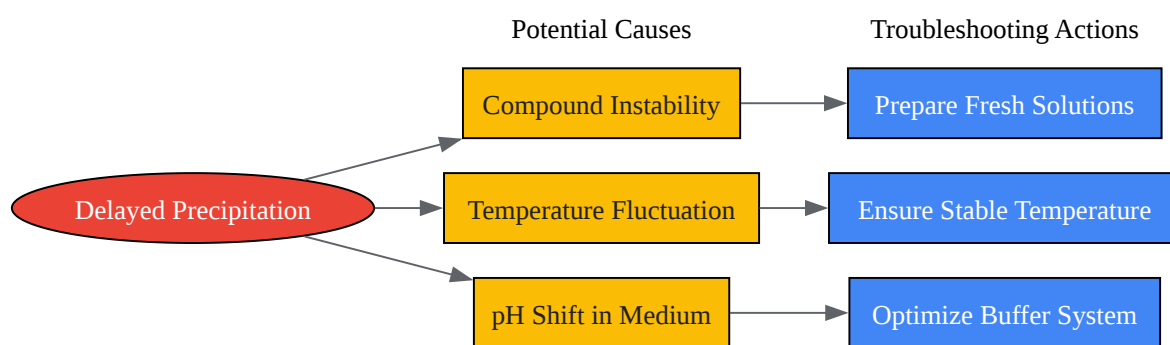 Potential Causes
Troubleshooting Actions
Compound Instability
Prepare Fresh Solutions
Delayed Precipitation
Temperature Fluctuation
Ensure Stable Temperature
pH Shift in Medium
Optimize Buffer System